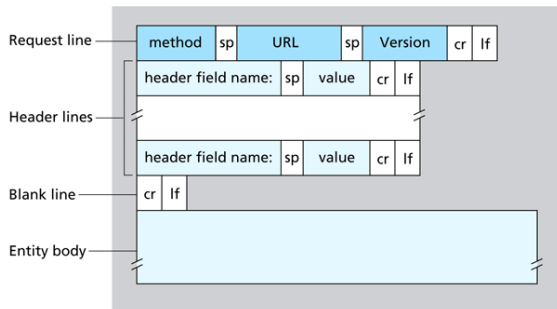 Request line method sp URL sp Version cr lf
header field name: sp value cr lf
Header lines
header field name: sp value cr lf
Blank line cr lf
Entity body